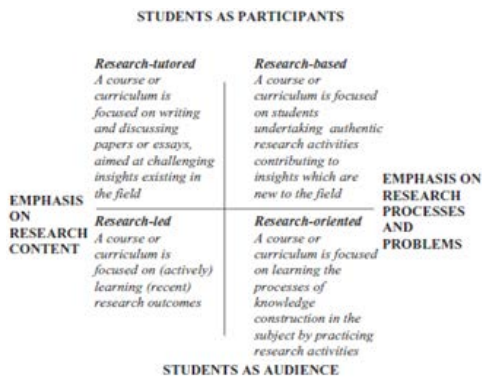 STUDENTS AS PARTICIPANTS
Research-tutored
A course or
curriculum is
focused on writing
and discussing
papers or essays,
aimed at challenging
insights existing in
the field
Research-based
A course or
curriculum is
focused on students
undertaking authentic
research activities
contributing to
insights which are
new to the field
EMPHASIS
ON
RESEARCH
CONTENT
EMPHASIS ON
RESEARCH
PROCESSES
AND
PROBLEMS
Research-led
A course or
curriculum is
focused on (actively)
learning (recent)
research outcomes
Research-oriented
A course or
curriculum is focused
on learning the
processes of
knowledge
construction in the
subject by practicing
research activities
STUDENTS AS AUDIENCE